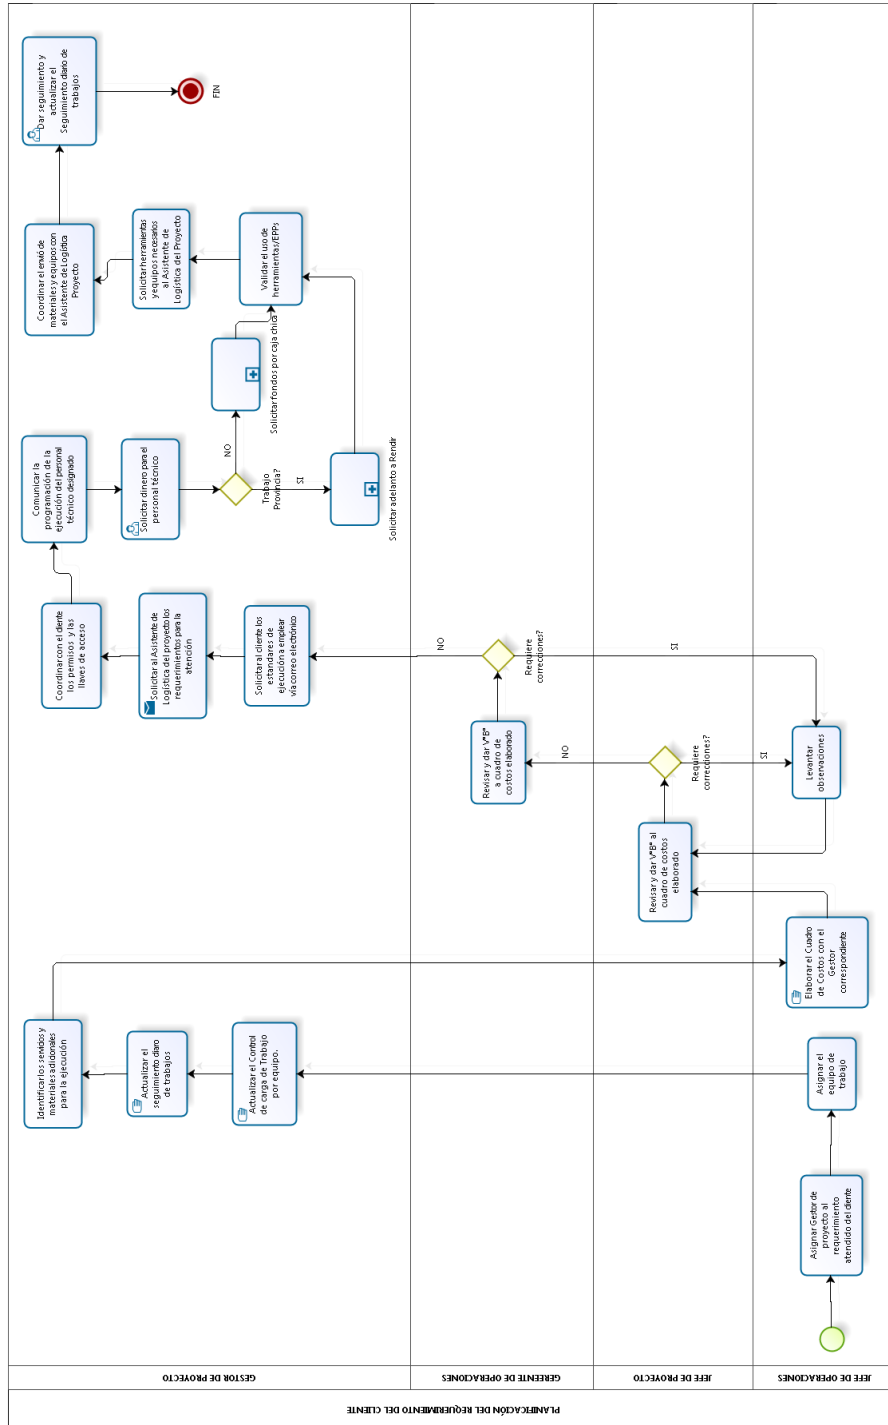 Dar seguimiento y
actualizar el
Seguimiento diario de
trabajos
FIN
Coordinar el envió de
materiales y equipos con
el Asistente de Logística
Proyecto
Solicitar herramientas
y equipos necesarios
al Asistente de
Logística del Proyecto
Validar el uso de
herramientas/EPPs
Solicitar fondos por caja chica
Comunicar la
programación de la
ejecución del personal
técnico designado
Solicitar dinero para el
personal técnico
NO
Trabajo
Provincia?
SI
Solicitar adelanto a Rendir
Coordinar con el cliente
los permisos y las
llaves de acceso
Solicitar al Asistente de
Logística del proyecto los
requerimientos para la
atención
Solicitar al cliente los
estandares de
ejecución a emplear
vía correo electrónico
NO
Requiere
correcciones?
SI
Revisar y dar V°B°
a cuadro de
costos elaborado
NO
Requiere
correcciones?
SI
Levantar
observaciones
Revisar y dar V°B° al
cuadro de costos
elaborado
Elaborar el Cuadro
de Costos con el
Gestor
correspondiente
Identificar los servicios y
materiales adicionales
para la ejecución
Actualizar el
seguimiento diario
de trabajos
Actualizar el Control
de carga de Trabajo
por equipo.
Asignar el
equipo de
trabajo
Asignar Gestor de
proyecto al
requerimiento
atendido del cliente
GESTOR DE PROYECTO
GEREENTE DE OPERACIONES
JEFE DE PROYECTO
JEFE DE OPERACIONES
PLANIFICACIÓN DEL REQUERIMIENTO DEL CLIENTE